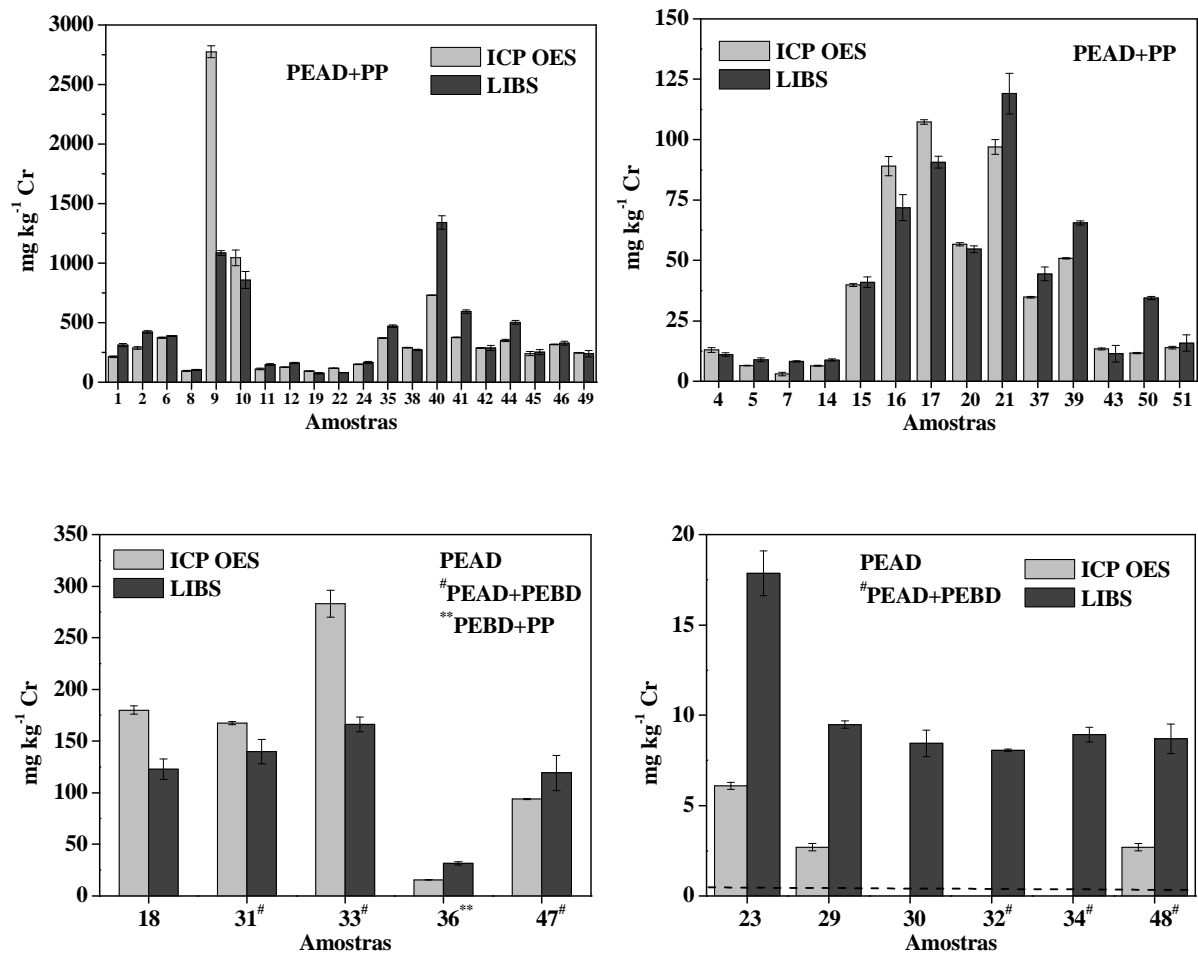 3000
2500
2000
1500
1000
500
0
mg kg-1 Cr
PEAD+PP
ICP OES
LIBS
1 2 6 8 9 10 11 12 19 22 24 35 38 40 41 42 44 45 46 49
Amostras
150
125
100
75
50
25
0
mg kg-1 Cr
ICP OES
LIBS
PEAD+PP
4 5 7 14 15 16 17 20 21 37 39 43 50 51
Amostras
350
300
250
200
150
100
50
0
mg kg-1 Cr
ICP OES
LIBS
PEAD
#PEAD+PEBD
**PEBD+PP
18 31# 33# 36** 47#
Amostras
20
15
10
5
0
mg kg-1 Cr
PEAD
#PEAD+PEBD
ICP OES
LIBS
23 29 30 32# 34# 48#
Amostras